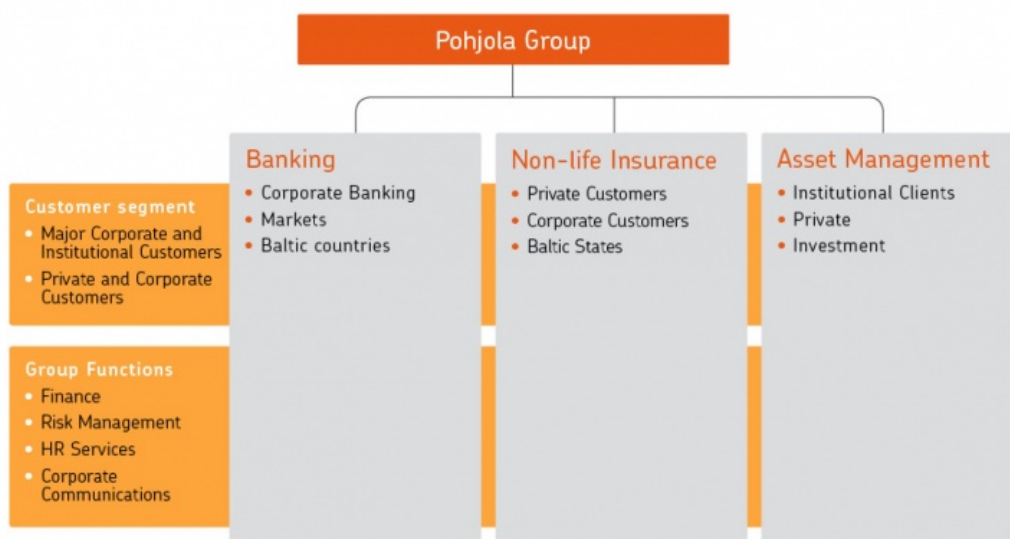 Pohjola Group
Banking
• Corporate Banking
• Markets
• Baltic countries
Non-life Insurance
• Private Customers
• Corporate Customers
• Baltic States
Asset Management
• Institutional Clients
• Private
• Investment
Customer segment
• Major Corporate and
Institutional Customers
• Private and Corporate
Customers
Group Functions
• Finance
• Risk Management
• HR Services
• Corporate
Communications